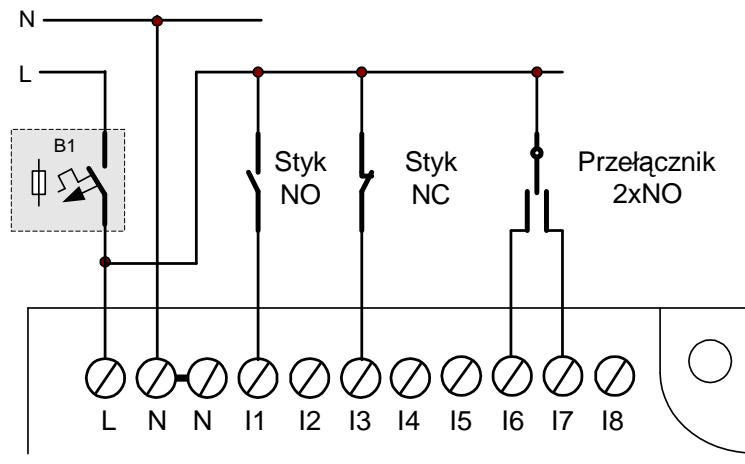 N
L
B1
Styk
NO
Styk
NC
Przełącznik
2xNO
L N N I1 I2 I3 I4 I5 I6 I7 I8